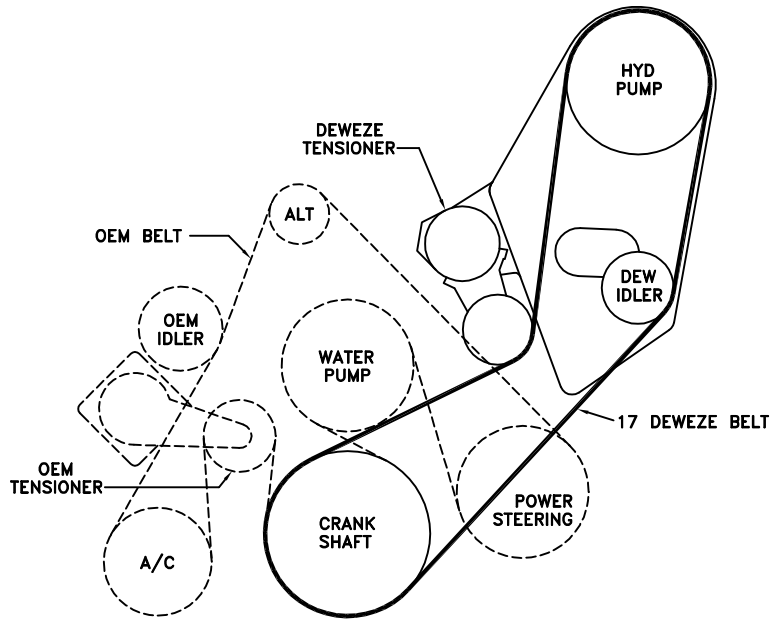 HYD
PUMP
DEWEZE
TENSIONER
ALT
OEM BELT
DEW
IDLER
OEM
IDLER
WATER
PUMP
17 DEWEZE BELT
OEM
TENSIONER
POWER
STEERING
CRANK
SHAFT
A/C